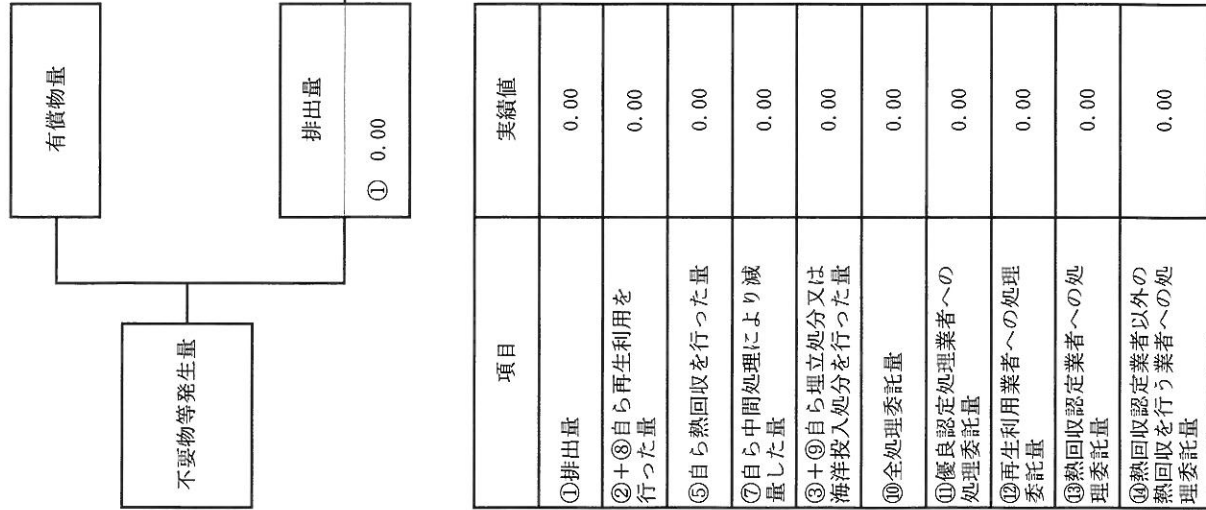 不要物等発生量
有償物量
排出量
① 0.00
項目
実績値
①排出量
0.00
②+⑧自ら再生利用を
行った量
0.00
⑤自ら熱回収を行った量
0.00
⑦自ら中間処理により減
量した量
0.00
③+⑨自ら埋立処分又は
海洋投入処分を行った量
0.00
⑩全処理委託量
0.00
⑪優良認定処理業者への
処理委託量
0.00
⑫再生利用業者への処理
委託量
0.00
⑬熱回収認定業者への処
理委託量
0.00
⑭熱回収認定業者以外の
熱回収を行う業者への処
理委託量
0.00